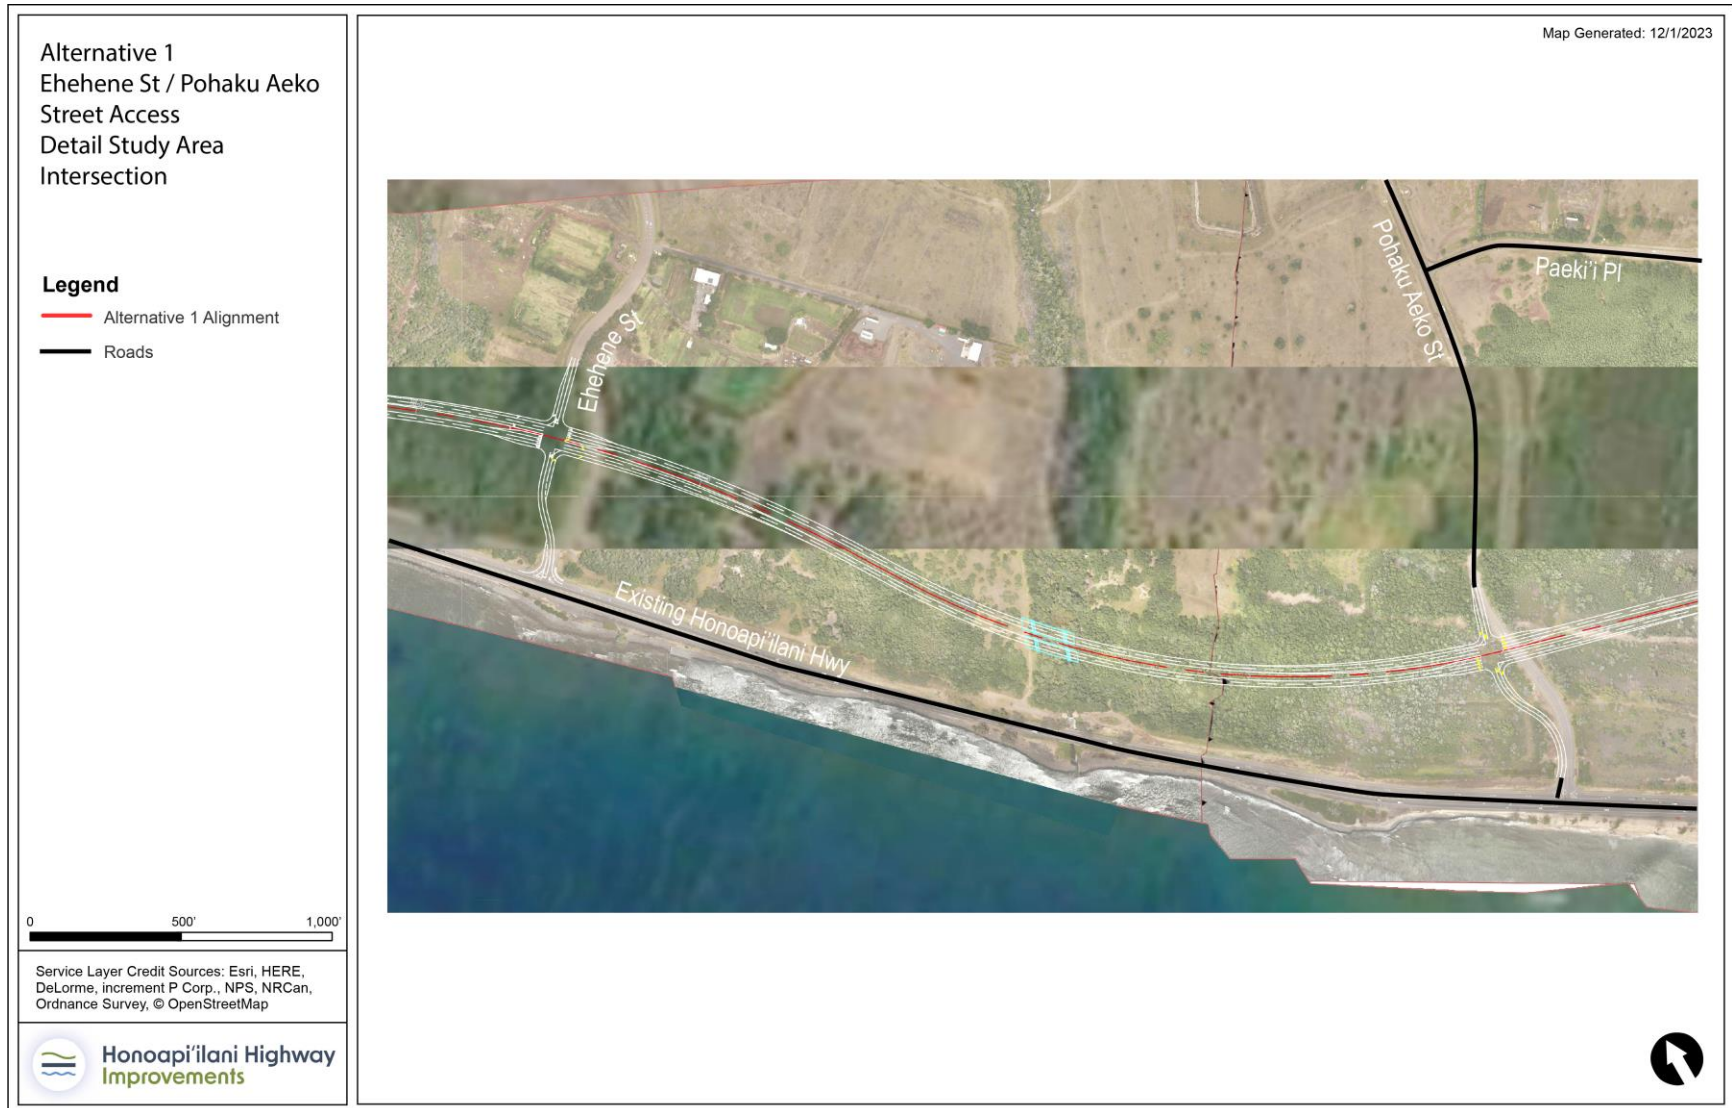 Alternative 1
Ehehene St / Pohaku Aeko
Street Access
Detail Study Area
Intersection
Legend
Alternative 1 Alignment
Roads
0 500' 1,000'
Service Layer Credit Sources: Esri, HERE,
DeLorme, increment P Corp., NPS, NRCan,
Ordnance Survey, © OpenStreetMap
Honoapiʻilani Highway
Improvements
Map Generated: 12/1/2023
Ehehene St
Pohaku Aeko St
Paeki'i Pl
Existing Honoapi'ilani Hwy